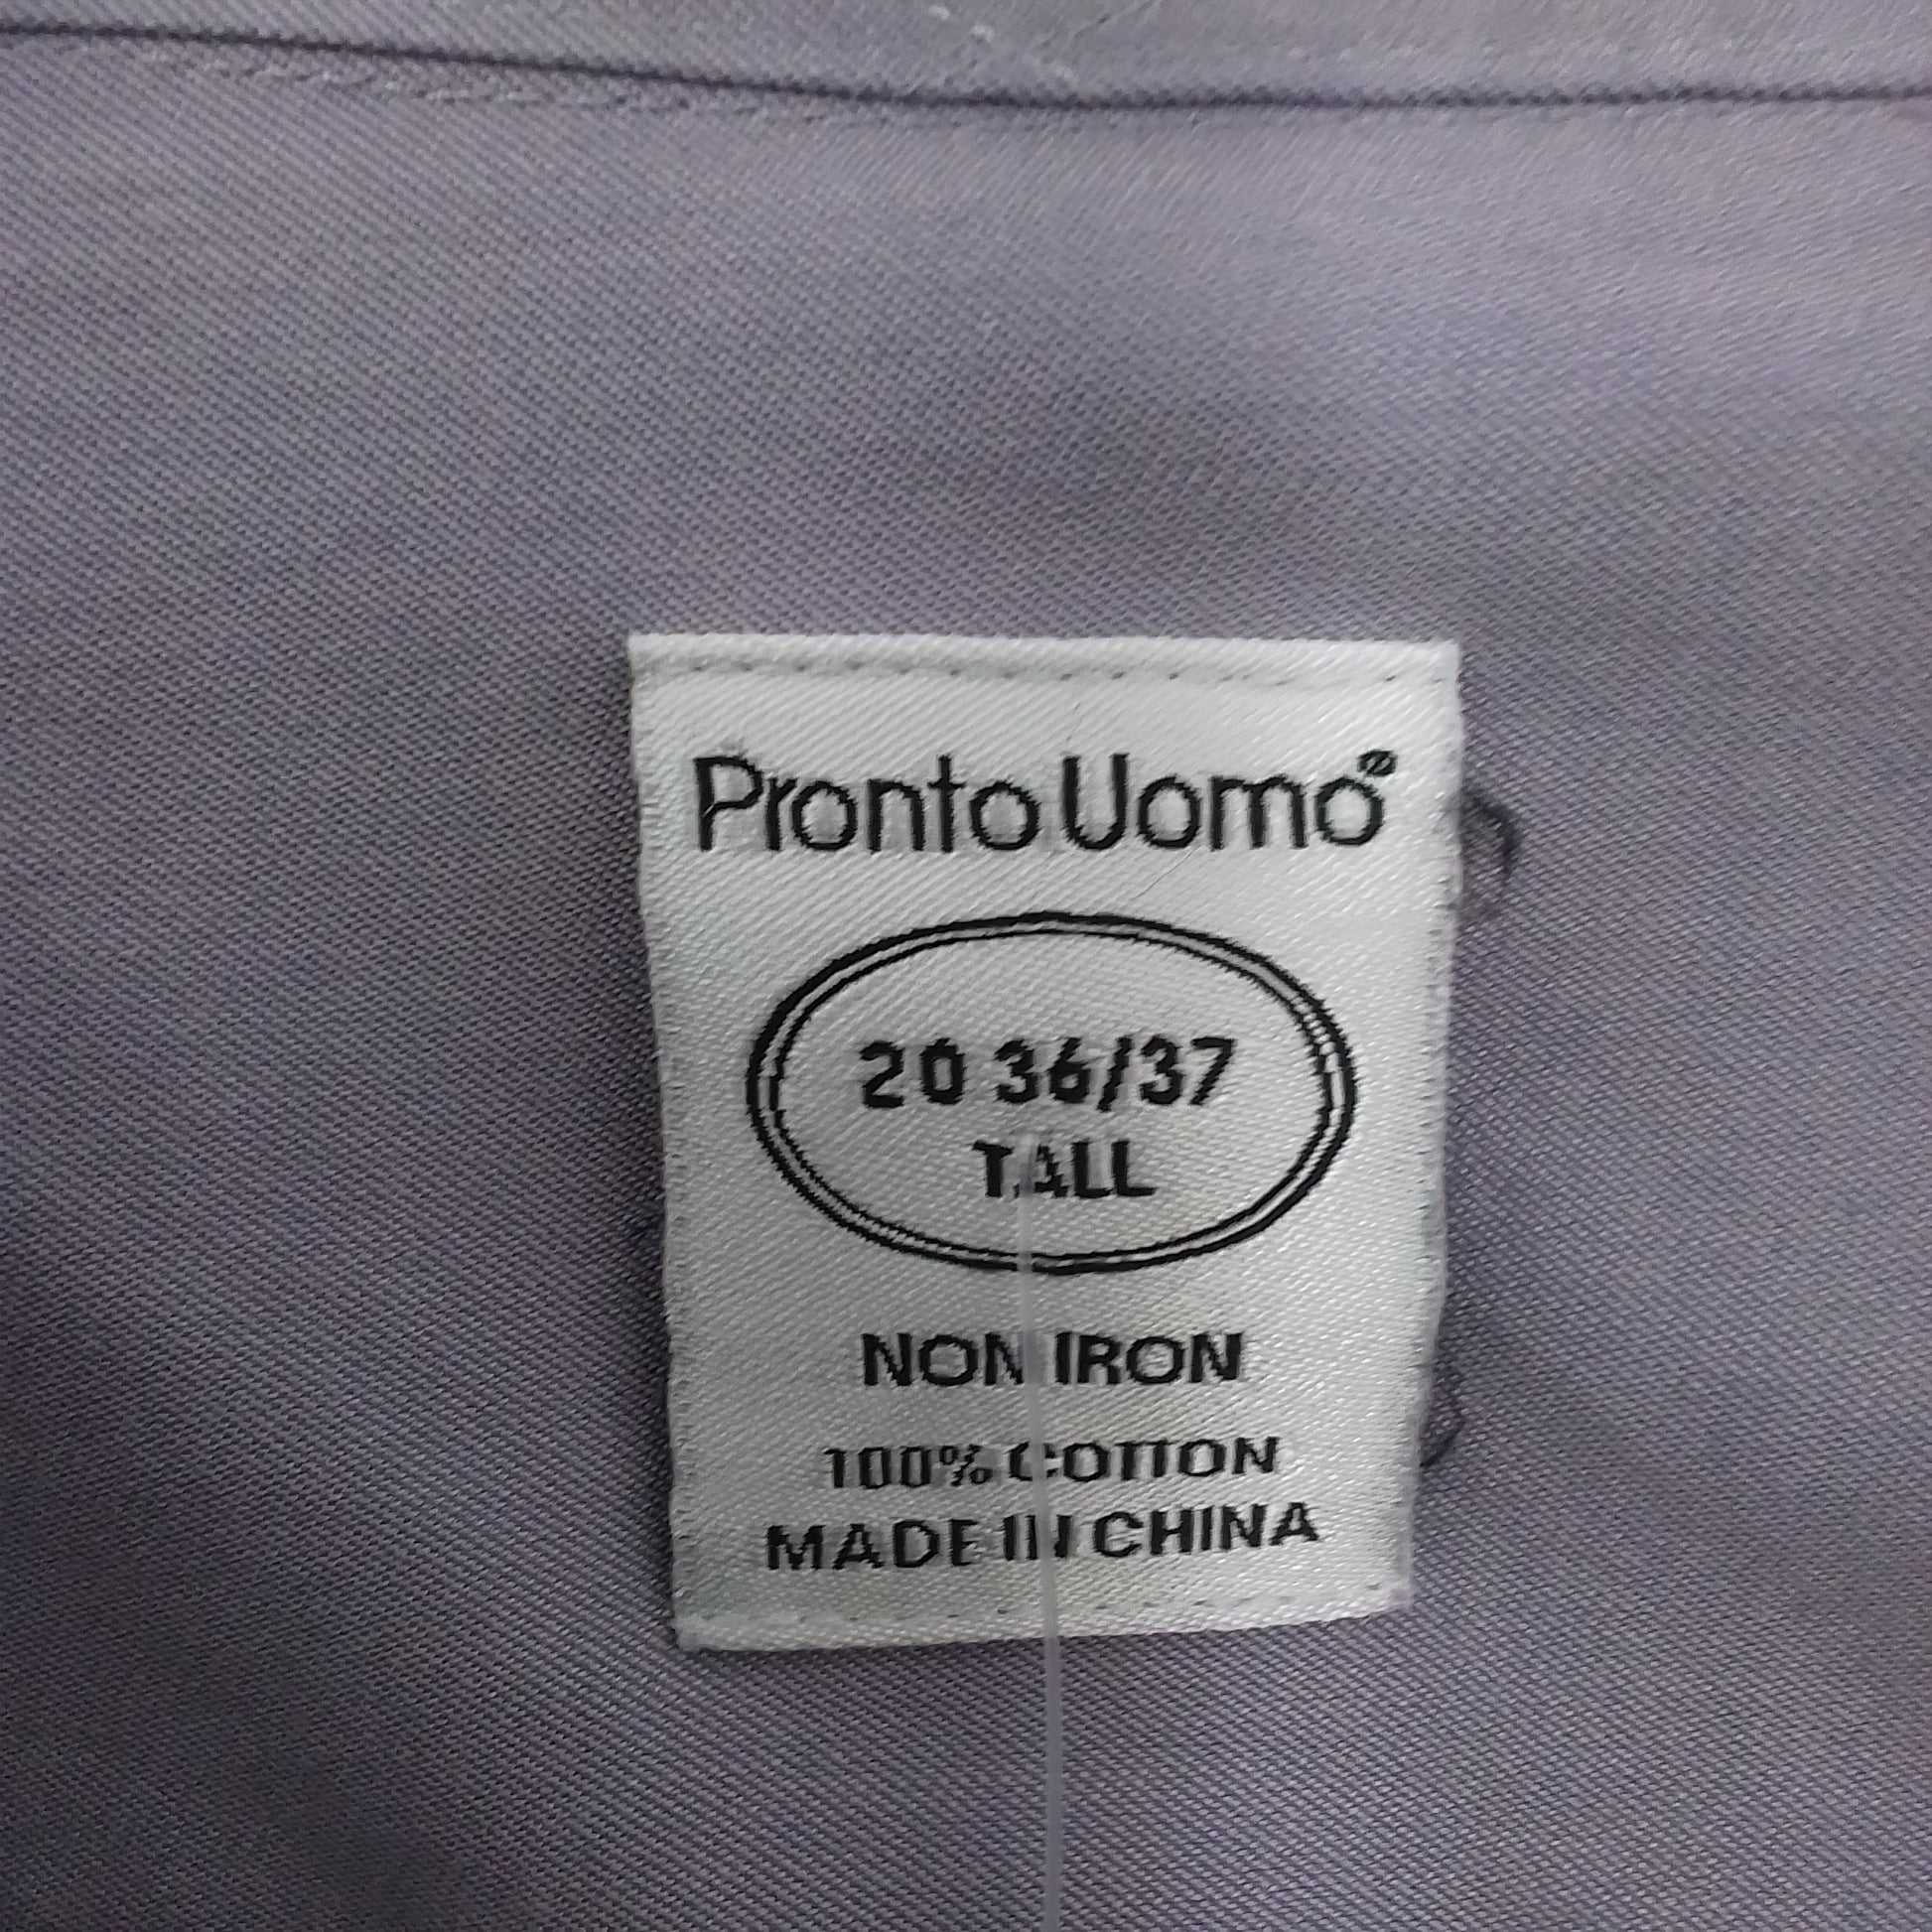 Pronto Uomo®
20 36/37
TALL
NON IRON
100% COTTON
MADE IN CHINA